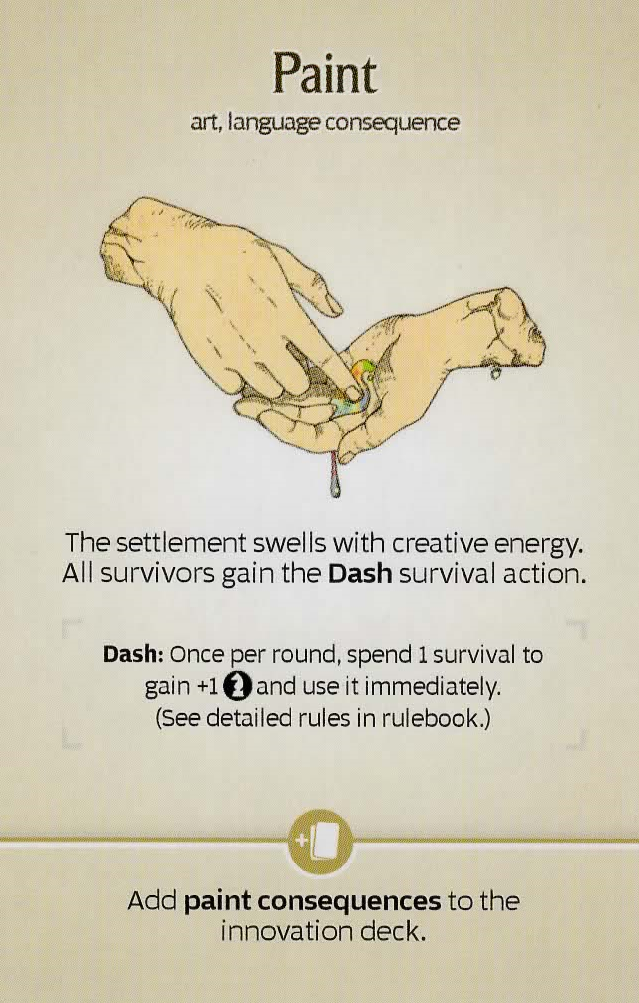 Paint
art, language consequence
The settlement swells with creative energy.
All survivors gain the Dash survival action.
Dash: Once per round, spend 1 survival to
gain +1 and use it immediately.
(See detailed rules in rulebook.)
+
Add paint consequences to the
innovation deck.